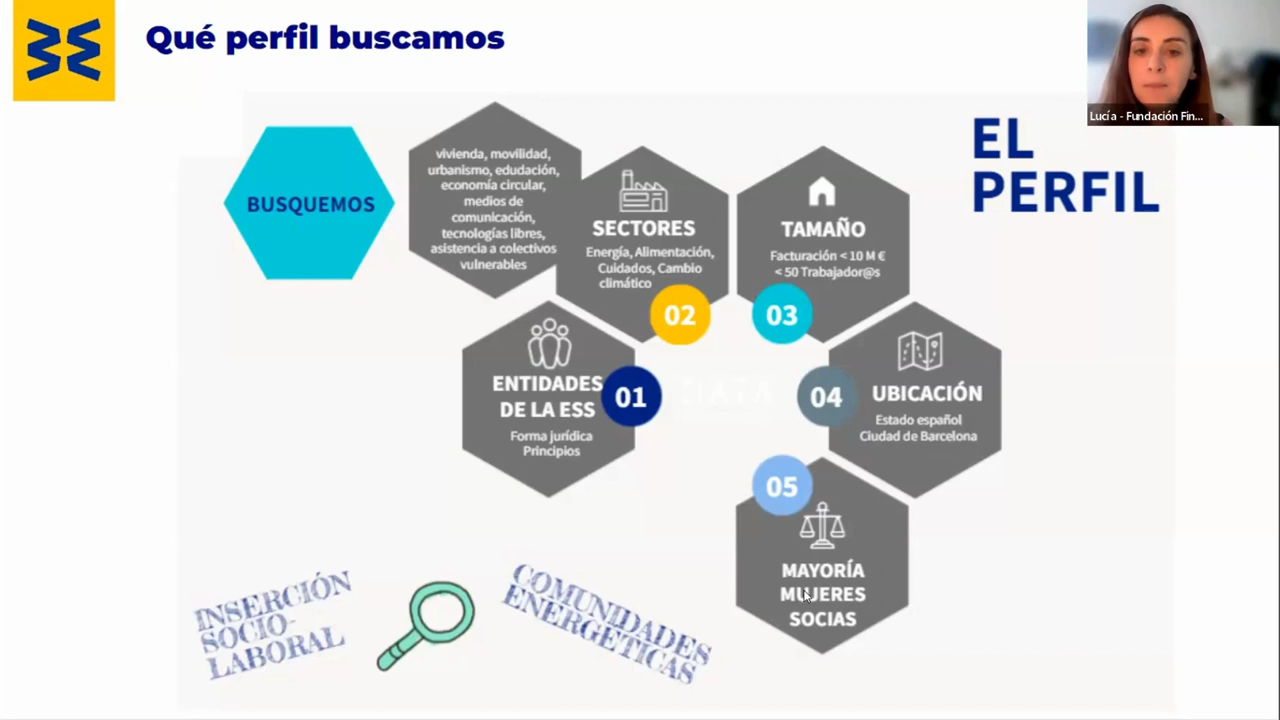 Qué perfil buscamos
Lucía - Fundación Fin...
EL
PERFIL
BUSQUEMOS
vivienda, movilidad,
urbanismo, edudación,
economía circular,
medios de
comunicación,
tecnologías libres,
asistencia a colectivos
vulnerables
SECTORES
Energía, Alimentación,
Cuidados, Cambio
climático
02
TAMAÑO
Facturación < 10 M €
< 50 Trabajador@s
03
ENTIDADES
DE LA ESS
Forma jurídica
Principios
01
04
UBICACIÓN
Estado español
Ciudad de Barcelona
05
MAYORÍA
MUJERES
SOCIAS
INSERCIÓN
SOCIO-
LABORAL
COMUNIDADES
ENERGÉTICAS